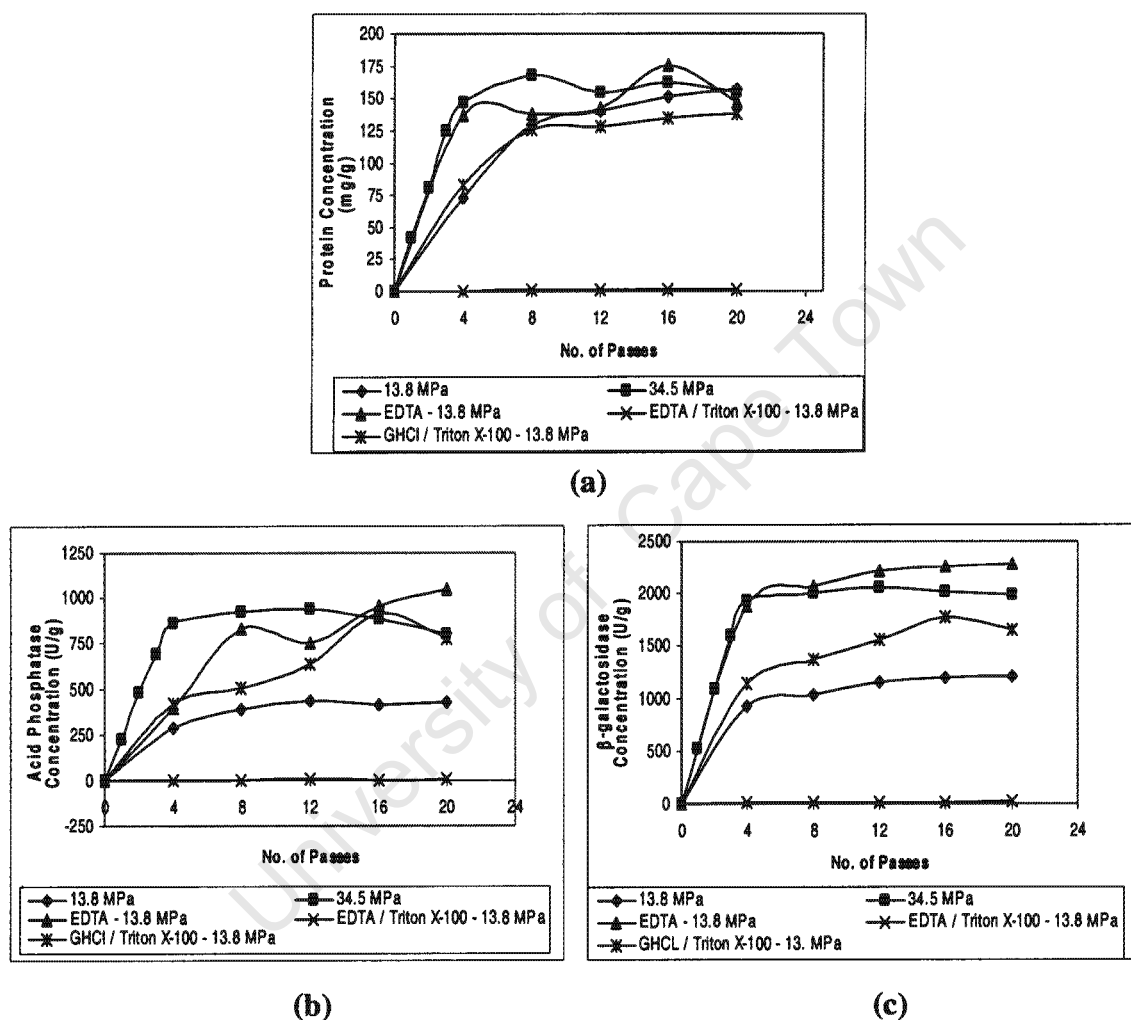 200
175
150
125
100
75
50
25
0
Protein Concentration
(mg/g)
0 4 8 12 16 20 24
No. of Passes
13.8 MPa 34.5 MPa
EDTA - 13.8 MPa EDTA / Triton X-100 - 13.8 MPa
GHCl / Triton X-100 - 13.8 MPa
(a)
1250
1000
750
500
250
0
-250
Acid Phosphatase
Concentration (U/g)
0 4 8 12 16 20 24
No. of Passes
13.8 MPa 34.5 MPa
EDTA - 13.8 MPa EDTA / Triton X-100 - 13.8 MPa
GHCl / Triton X-100 - 13.8 MPa
(b)
2500
2000
1500
1000
500
0
β-galactosidase
Concentration (U/g)
0 4 8 12 16 20 24
No. of Passes
13.8 MPa 34.5 MPa
EDTA - 13.8 MPa EDTA / Triton X-100 - 13.8 MPa
GHCL / Triton X-100 - 13. MPa
(c)
University of Cape Town